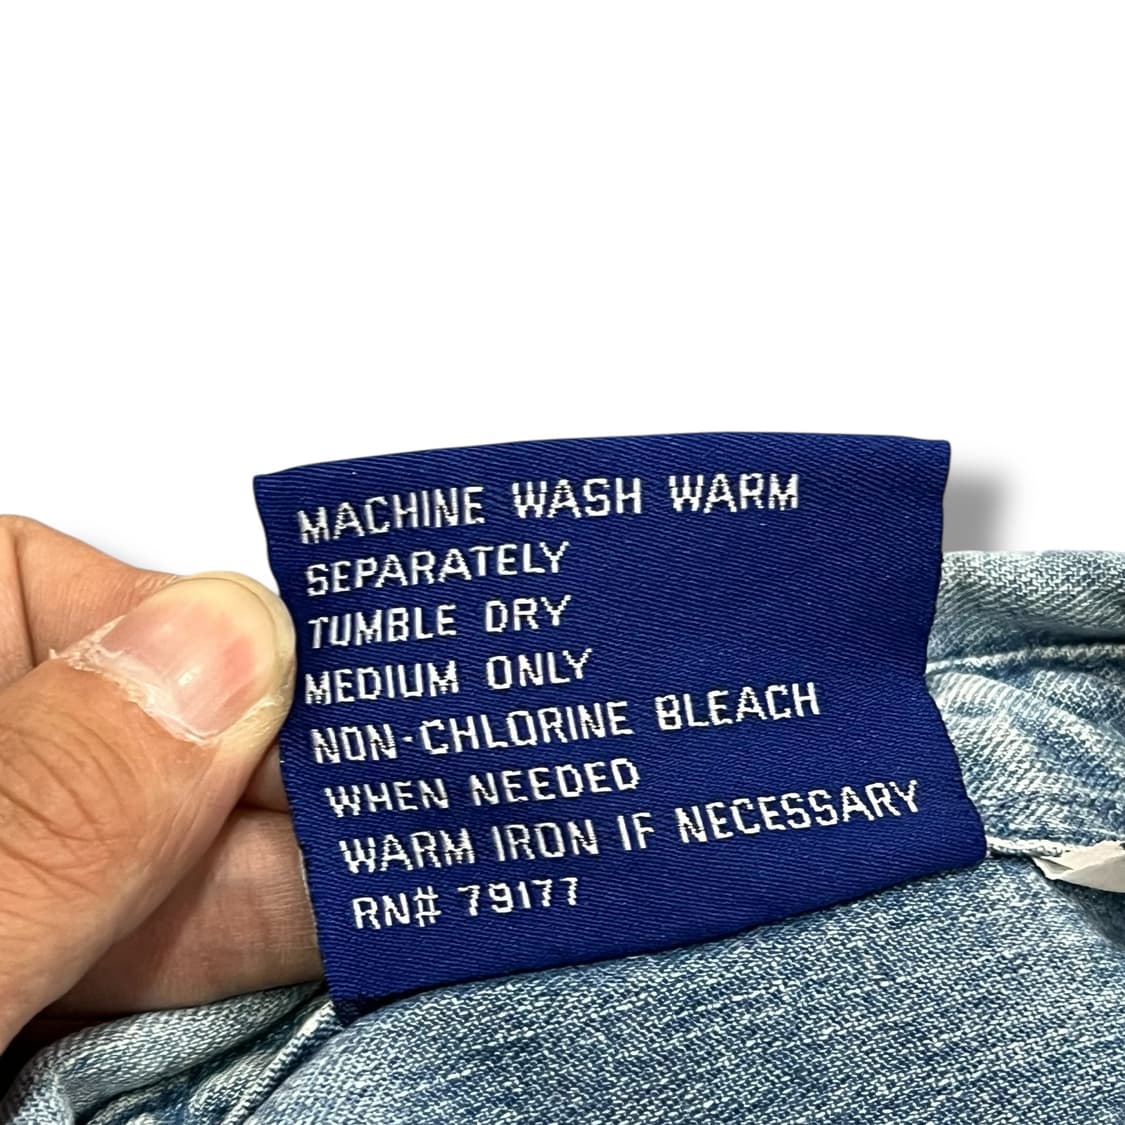 MACHINE WASH WARM
SEPARATELY
TUMBLE DRY
MEDIUM ONLY
NON-CHLORINE BLEACH
WHEN NEEDED
WARM IRON IF NECESSARY
RN# 79177